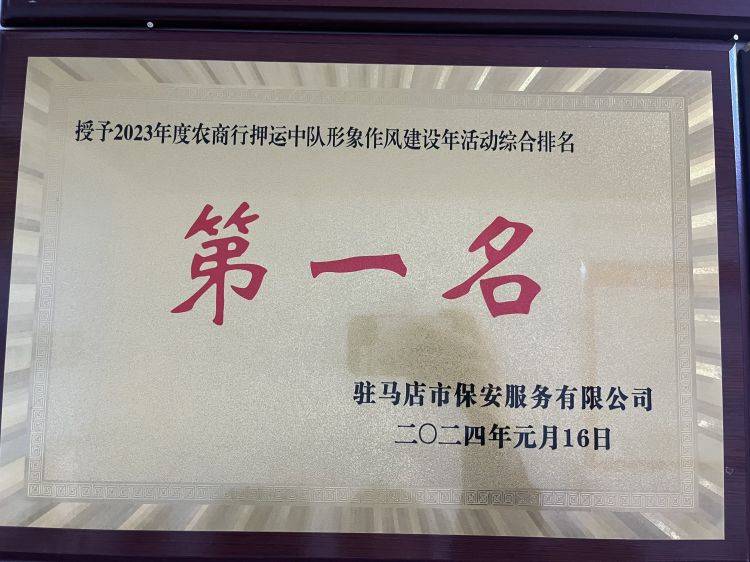 授予2023年度农商行押运中队形象作风建设年活动综合排名
第一名
驻马店市保安服务有限公司
二〇二四年元月16日